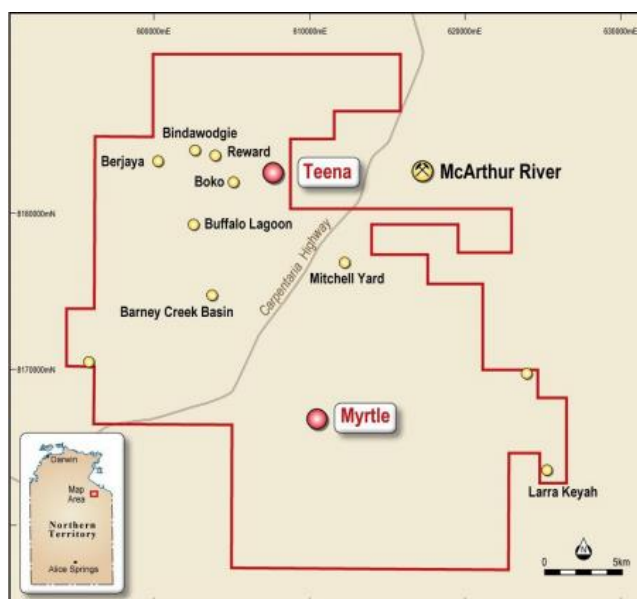 600000mE
610000mE
620000mE
630000mE
Bindawodgie
Reward
Berjaya
Boko
Teena
McArthur River
8180000mN
Buffalo Lagoon
Carpentaria Highway
Mitchell Yard
Barney Creek Basin
8170000mN
Myrtle
Larra Keyah
Darwin
Map
Area
Northern
Territory
Alice Springs
N
0
5km